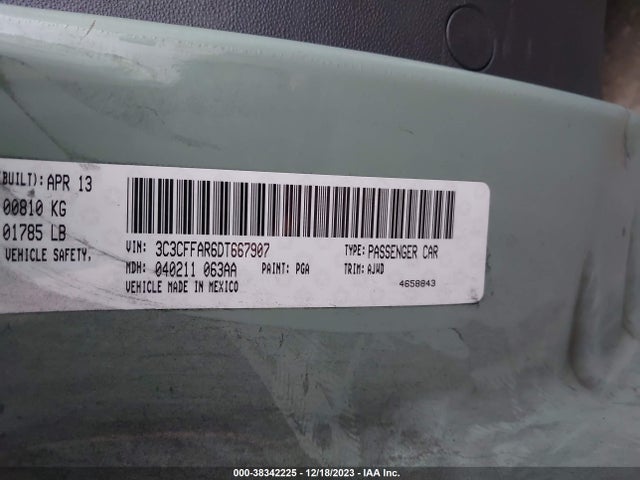 (BUILT): APR 13
00810 KG
01785 LB
VEHICLE SAFETY,
VIN: 3C3CFFAR6DT667907
TYPE: PASSENGER CAR
MDH: 040211 063AA
PAINT: PGA
TRIM: AJWD
VEHICLE MADE IN MEXICO
4658843
000-38342225 - 12/18/2023 - IAA Inc.